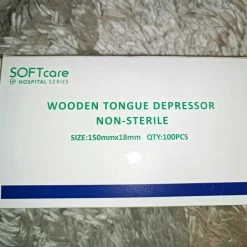 SOFTcare
HOSPITAL SERIES
WOODEN TONGUE DEPRESSOR
NON-STERILE
SIZE:150mmx18mm QTY:100PCS